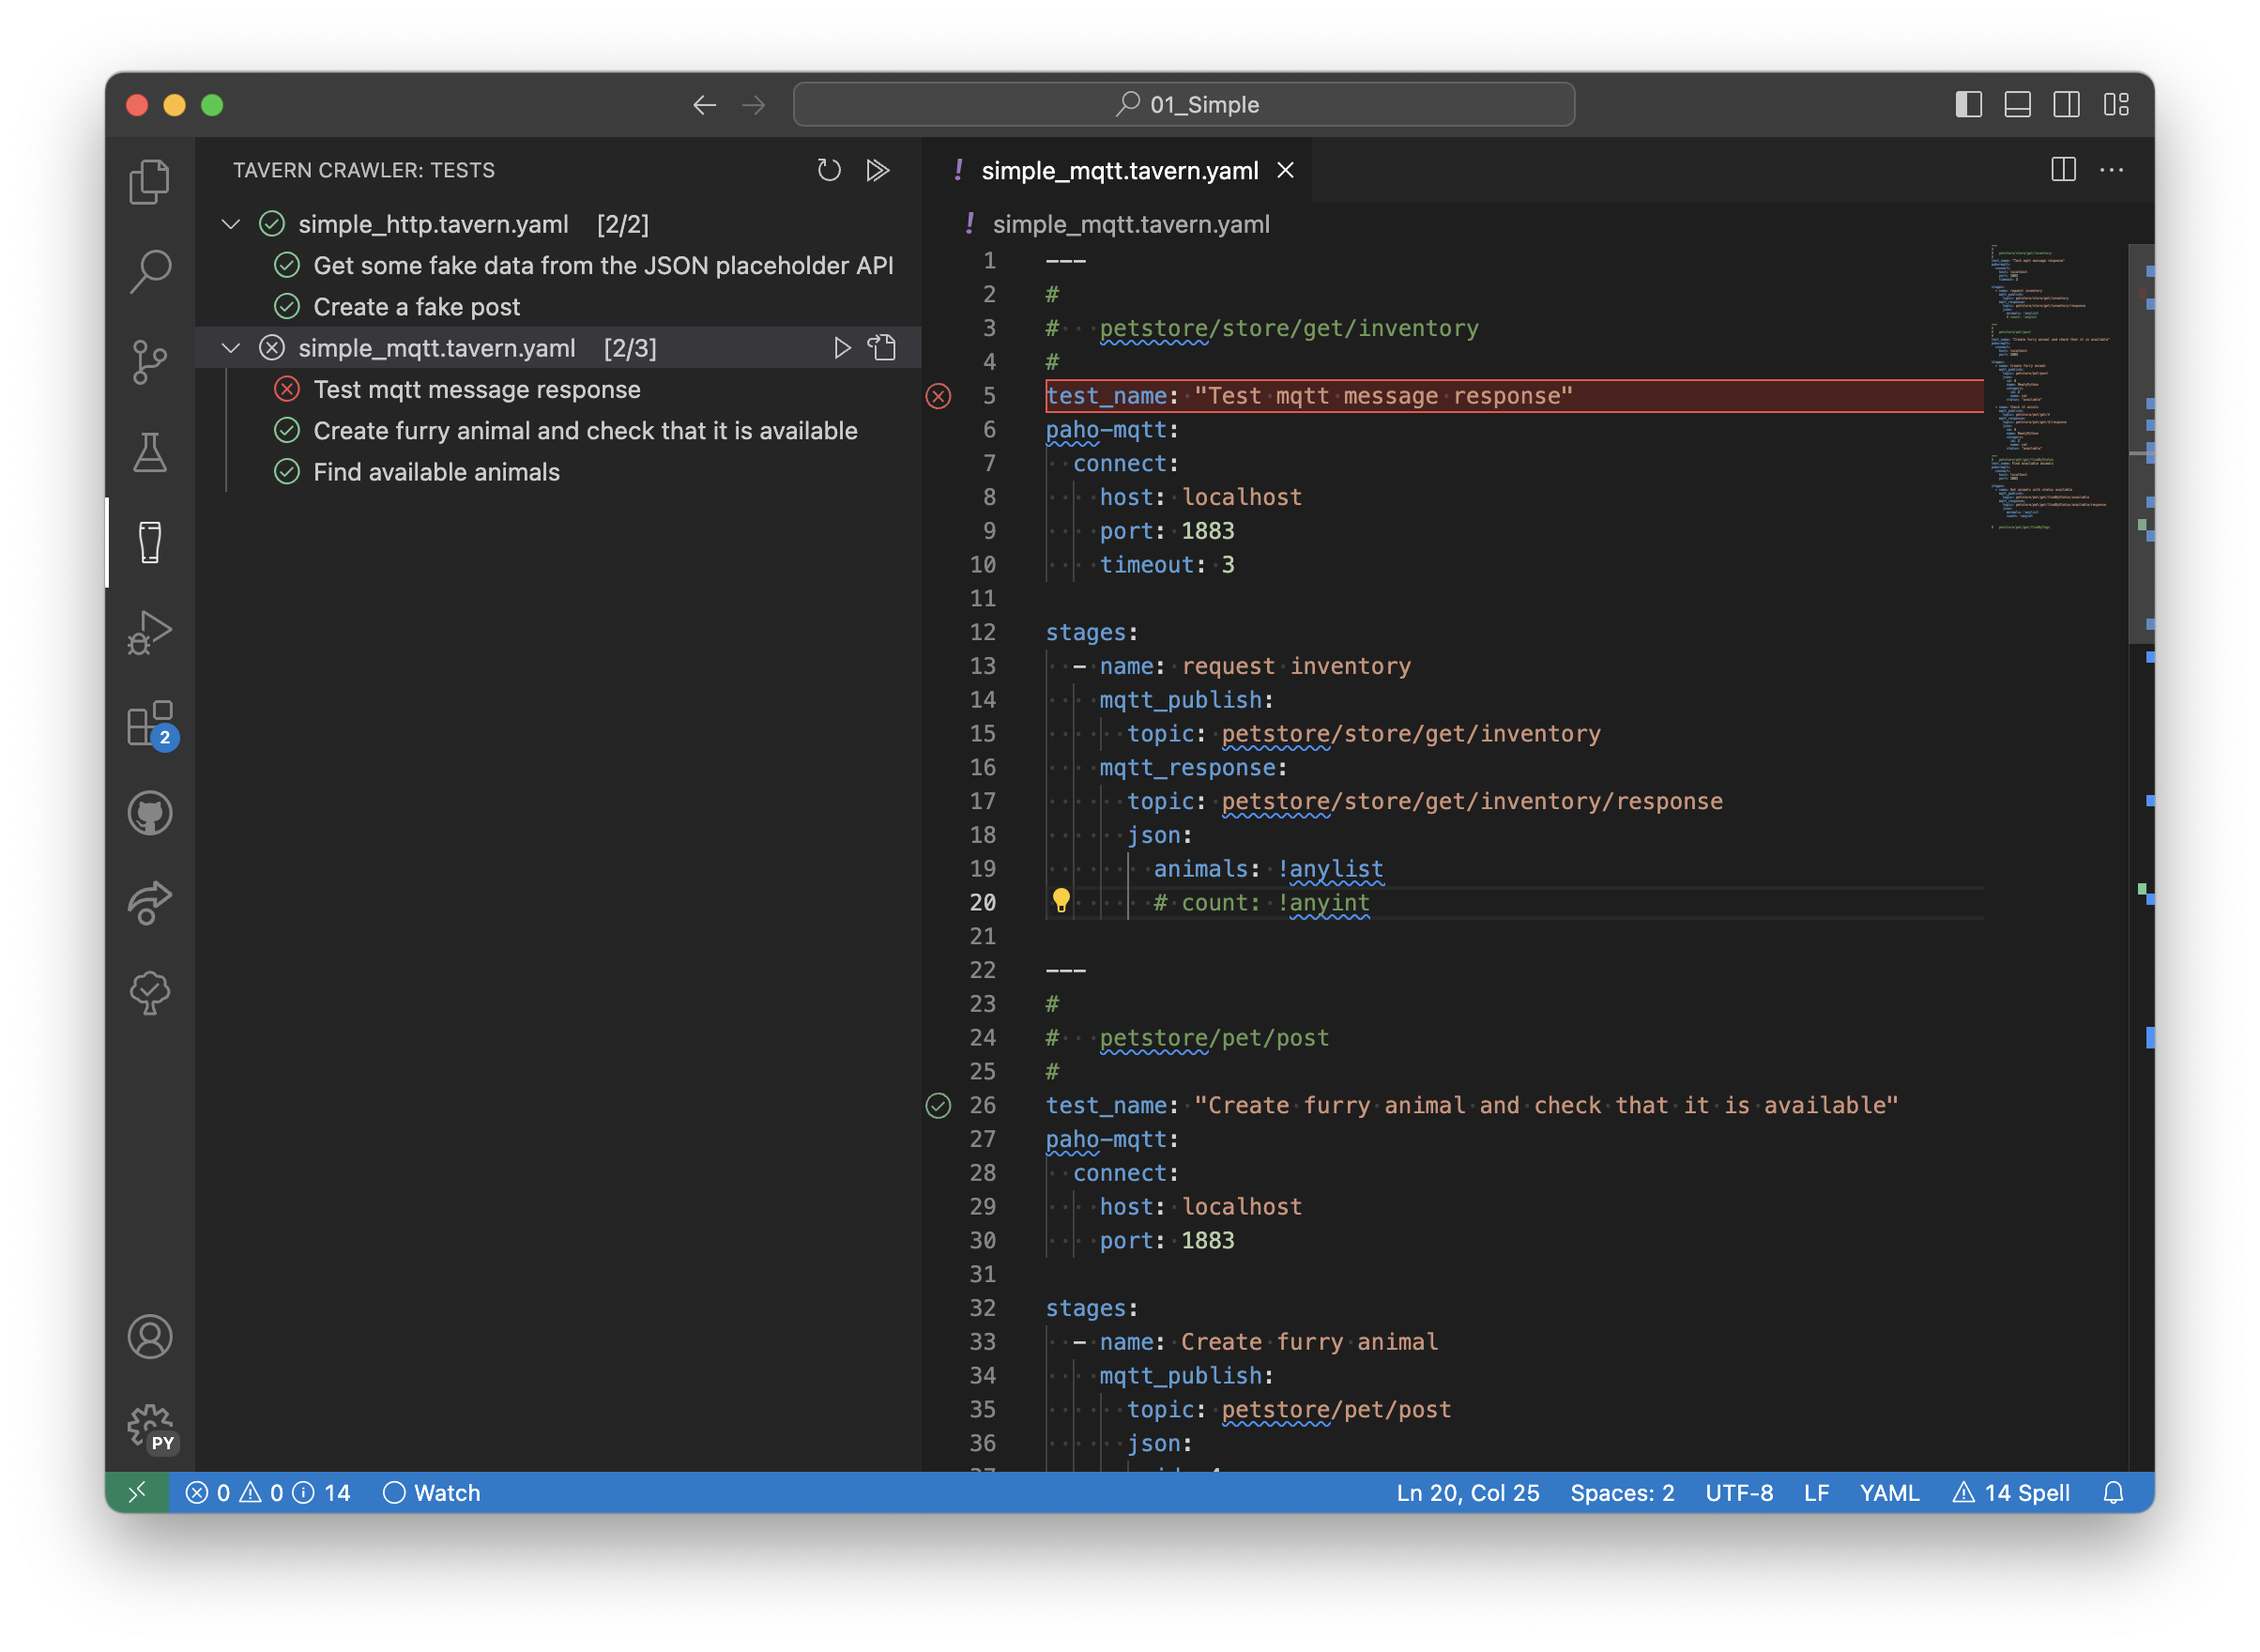 01_Simple
TAVERN CRAWLER: TESTS
simple_http.tavern.yaml [2/2]
Get some fake data from the JSON placeholder API
Create a fake post
simple_mqtt.tavern.yaml [2/3]
Test mqtt message response
Create furry animal and check that it is available
Find available animals
2
PY
! simple_mqtt.tavern.yaml
! simple_mqtt.tavern.yaml
1 ---
2 #
3 #   petstore/store/get/inventory
4 #
5 test_name: "Test mqtt message response"
6 paho-mqtt:
7   connect:
8     host: localhost
9     port: 1883
10     timeout: 3
11
12 stages:
13   - name: request inventory
14     mqtt_publish:
15       topic: petstore/store/get/inventory
16     mqtt_response:
17       topic: petstore/store/get/inventory/response
18       json:
19         animals: !anylist
20         # count: !anyint
21
22 ---
23 #
24 #   petstore/pet/post
25 #
26 test_name: "Create furry animal and check that it is available"
27 paho-mqtt:
28   connect:
29     host: localhost
30     port: 1883
31
32 stages:
33   - name: Create furry animal
34     mqtt_publish:
35       topic: petstore/pet/post
36       json:
0 0 14 Watch Ln 20, Col 25 Spaces: 2 UTF-8 LF YAML 14 Spell